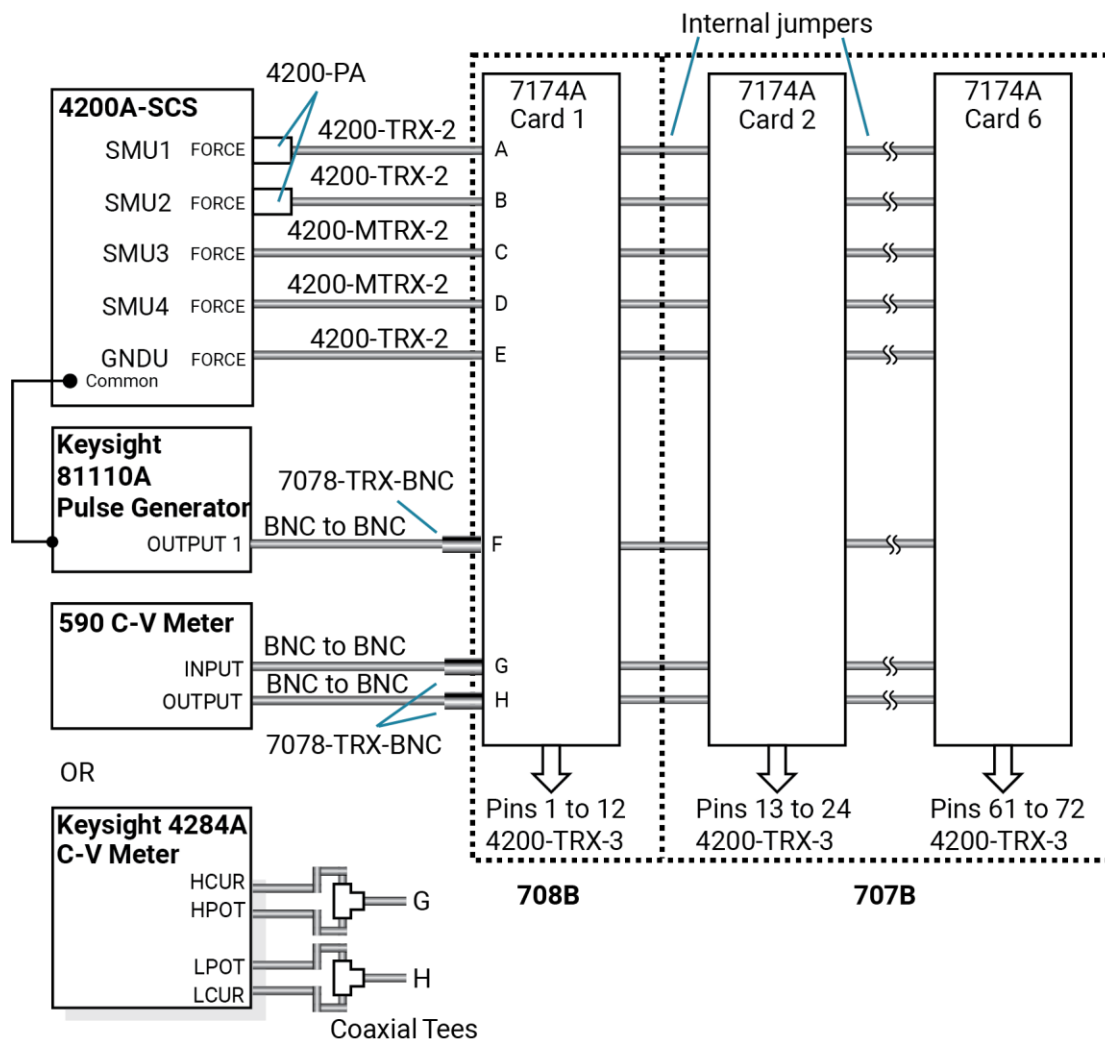 Internal jumpers
4200-PA
4200A-SCS
SMU1 FORCE
4200-TRX-2
A
SMU2 FORCE
4200-TRX-2
B
SMU3 FORCE
4200-MTRX-2
C
SMU4 FORCE
4200-MTRX-2
D
GNDU FORCE
4200-TRX-2
E
Common
7174A
Card 1
7174A
Card 2
7174A
Card 6
Keysight
81110A
Pulse Generator
OUTPUT 1
7078-TRX-BNC
BNC to BNC
F
590 C-V Meter
INPUT
BNC to BNC
G
OUTPUT
BNC to BNC
H
7078-TRX-BNC
OR
Pins 1 to 12
4200-TRX-3
Pins 13 to 24
4200-TRX-3
Pins 61 to 72
4200-TRX-3
708B
707B
Keysight 4284A
C-V Meter
HCUR
HPOT
G
LPOT
LCUR
H
Coaxial Tees